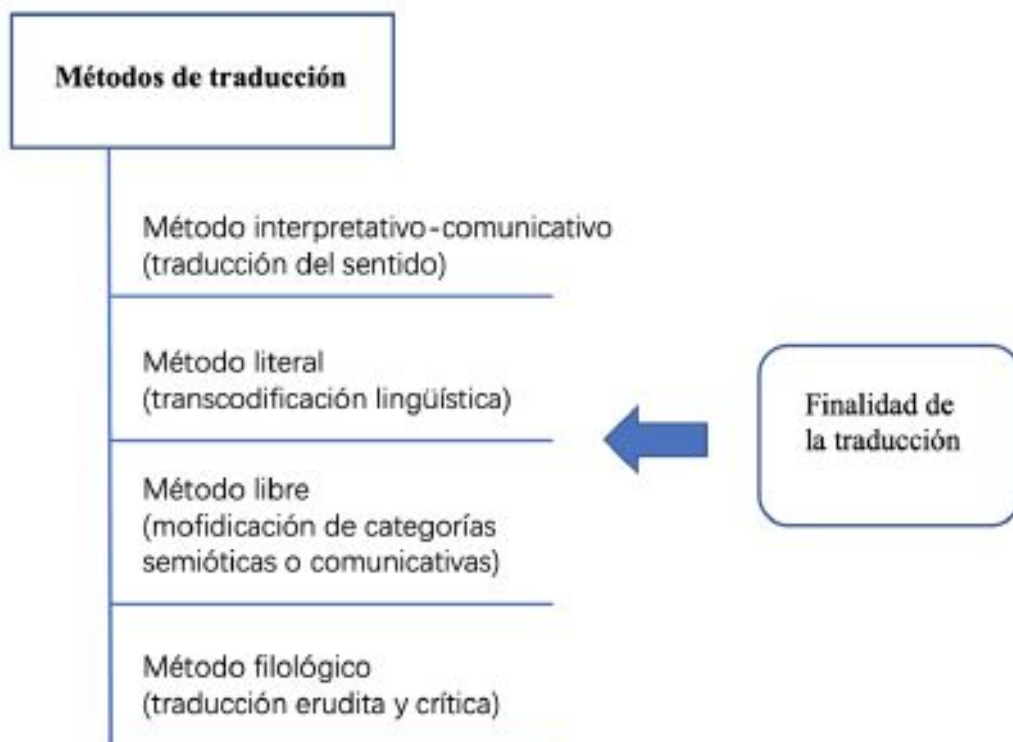 Métodos de traducción
Método interpretativo-comunicativo
(traducción del sentido)
Método literal
(transcodificación lingüística)
Método libre
(mofidicación de categorías
semióticas o comunicativas)
Método filológico
(traducción erudita y crítica)
Finalidad de
la traducción